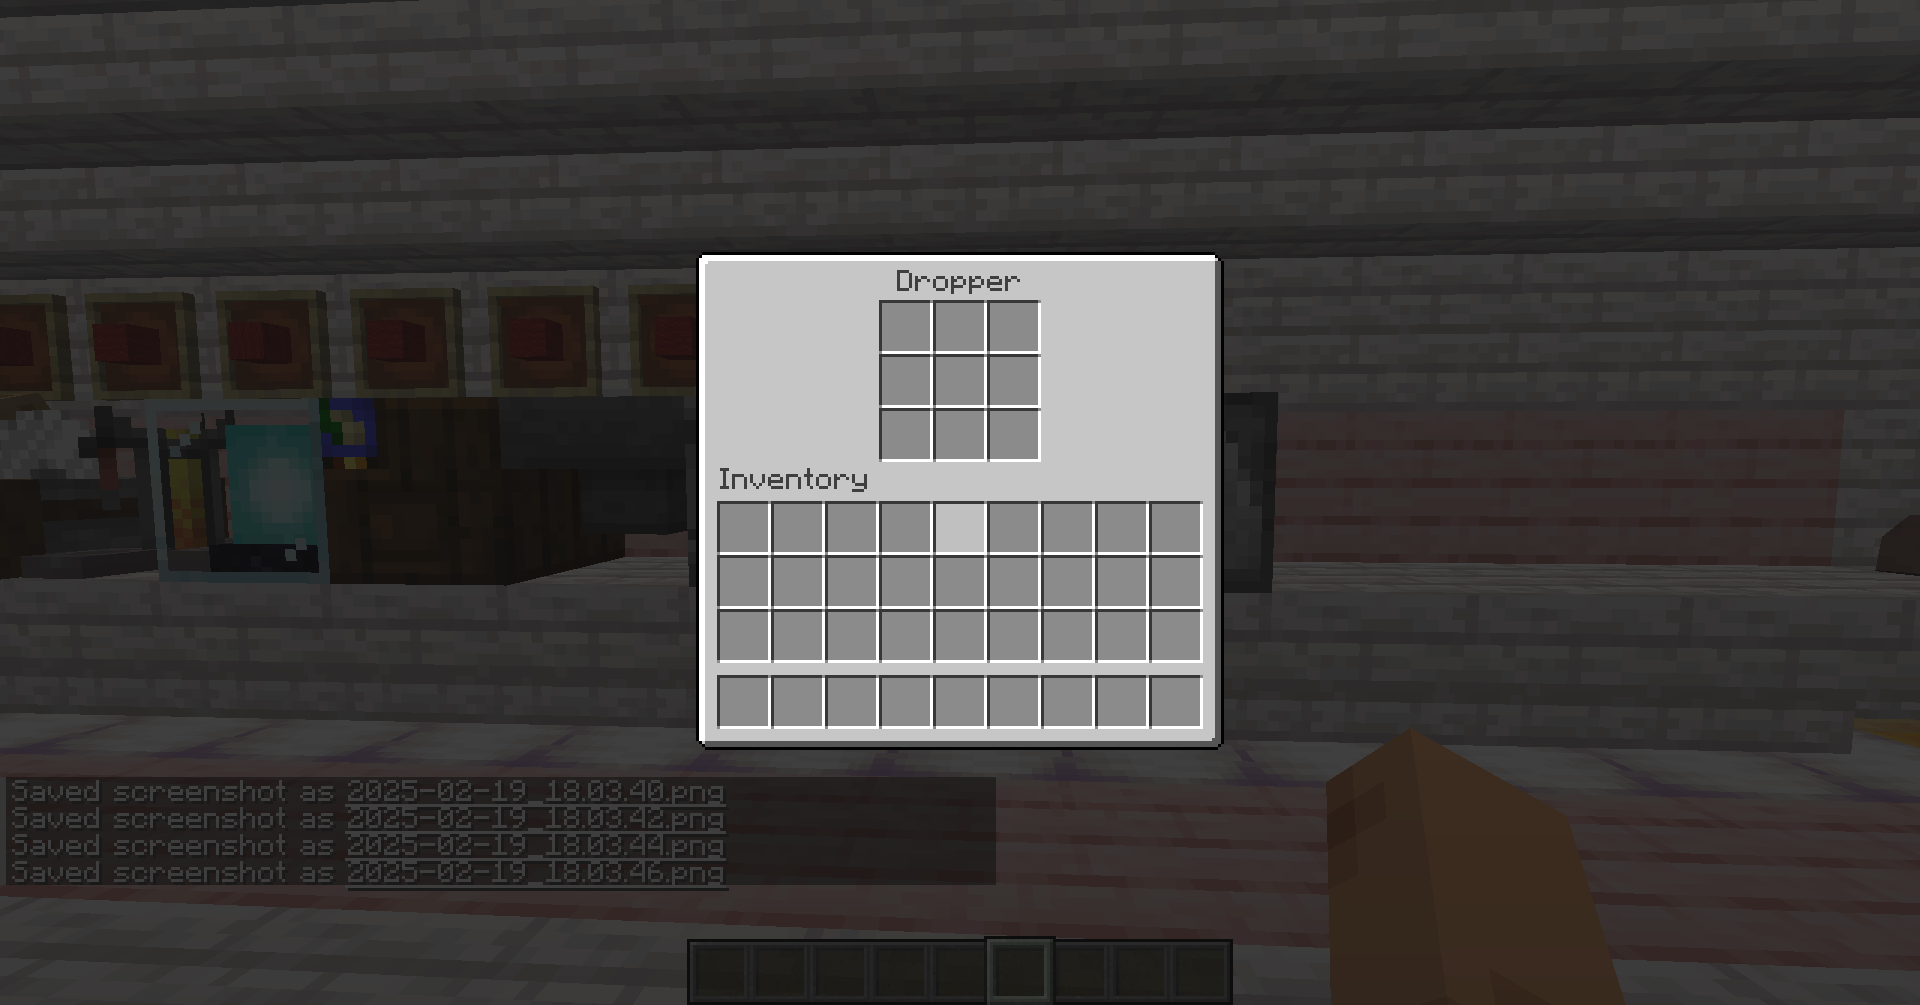 Dropper
Inventory
Saved screenshot as 2025-02-19_18.03.40.png
Saved screenshot as 2025-02-19_18.03.42.png
Saved screenshot as 2025-02-19_18.03.44.png
Saved screenshot as 2025-02-19_18.03.46.png